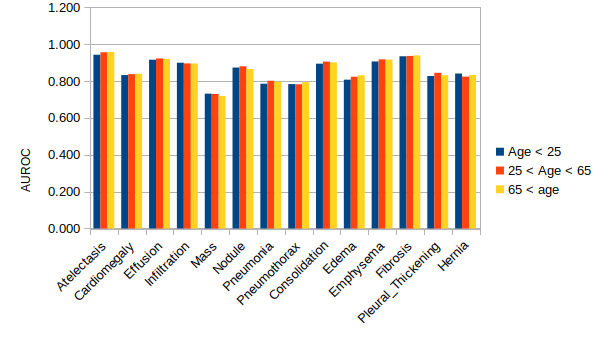 1.200
1.000
0.800
0.600
0.400
0.200
0.000
AUROC
Atelectasis
Cardiomegaly
Effusion
Infiltration
Mass
Nodule
Pneumonia
Pneumothorax
Consolidation
Edema
Emphysema
Fibrosis
Pleural_Thickening
Hernia
Age < 25
25 < Age < 65
65 < age